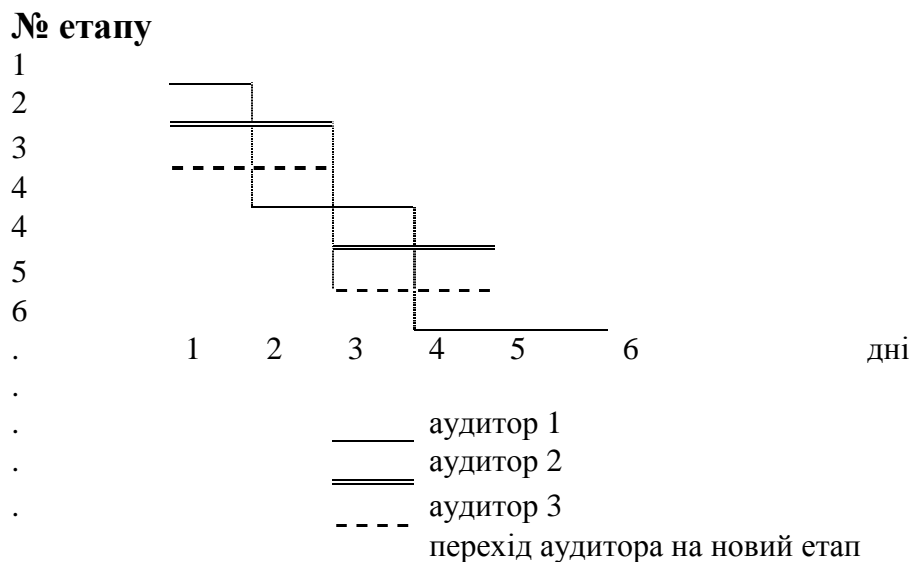 № етапу
1
2
3
4
4
5
6
. 1 2 3 4 5 6 дні
.
. аудитор 1
. аудитор 2
. аудитор 3
перехід аудитора на новий етап